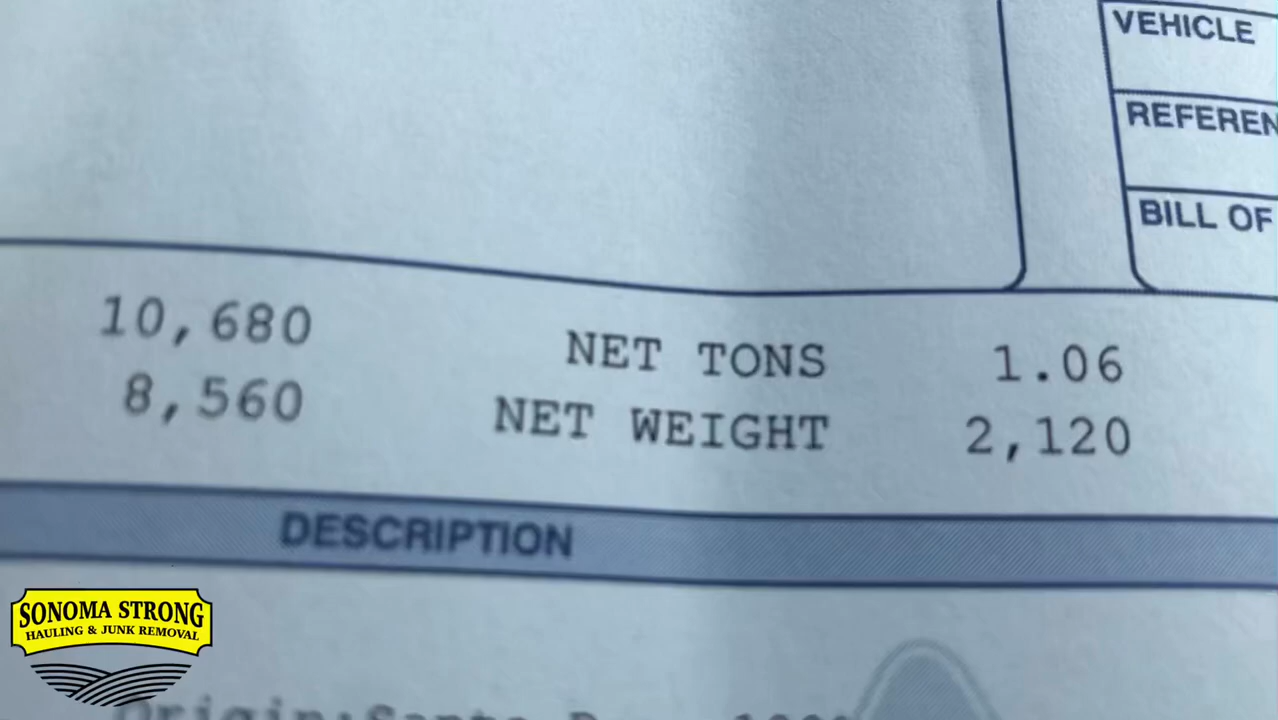 VEHICLE
BILL OF
10,680 NET TONS 1.06
8,560 NET WEIGHT 2,120
DESCRIPTION
SONOMA STRONG
HAULING & JUNK REMOVAL